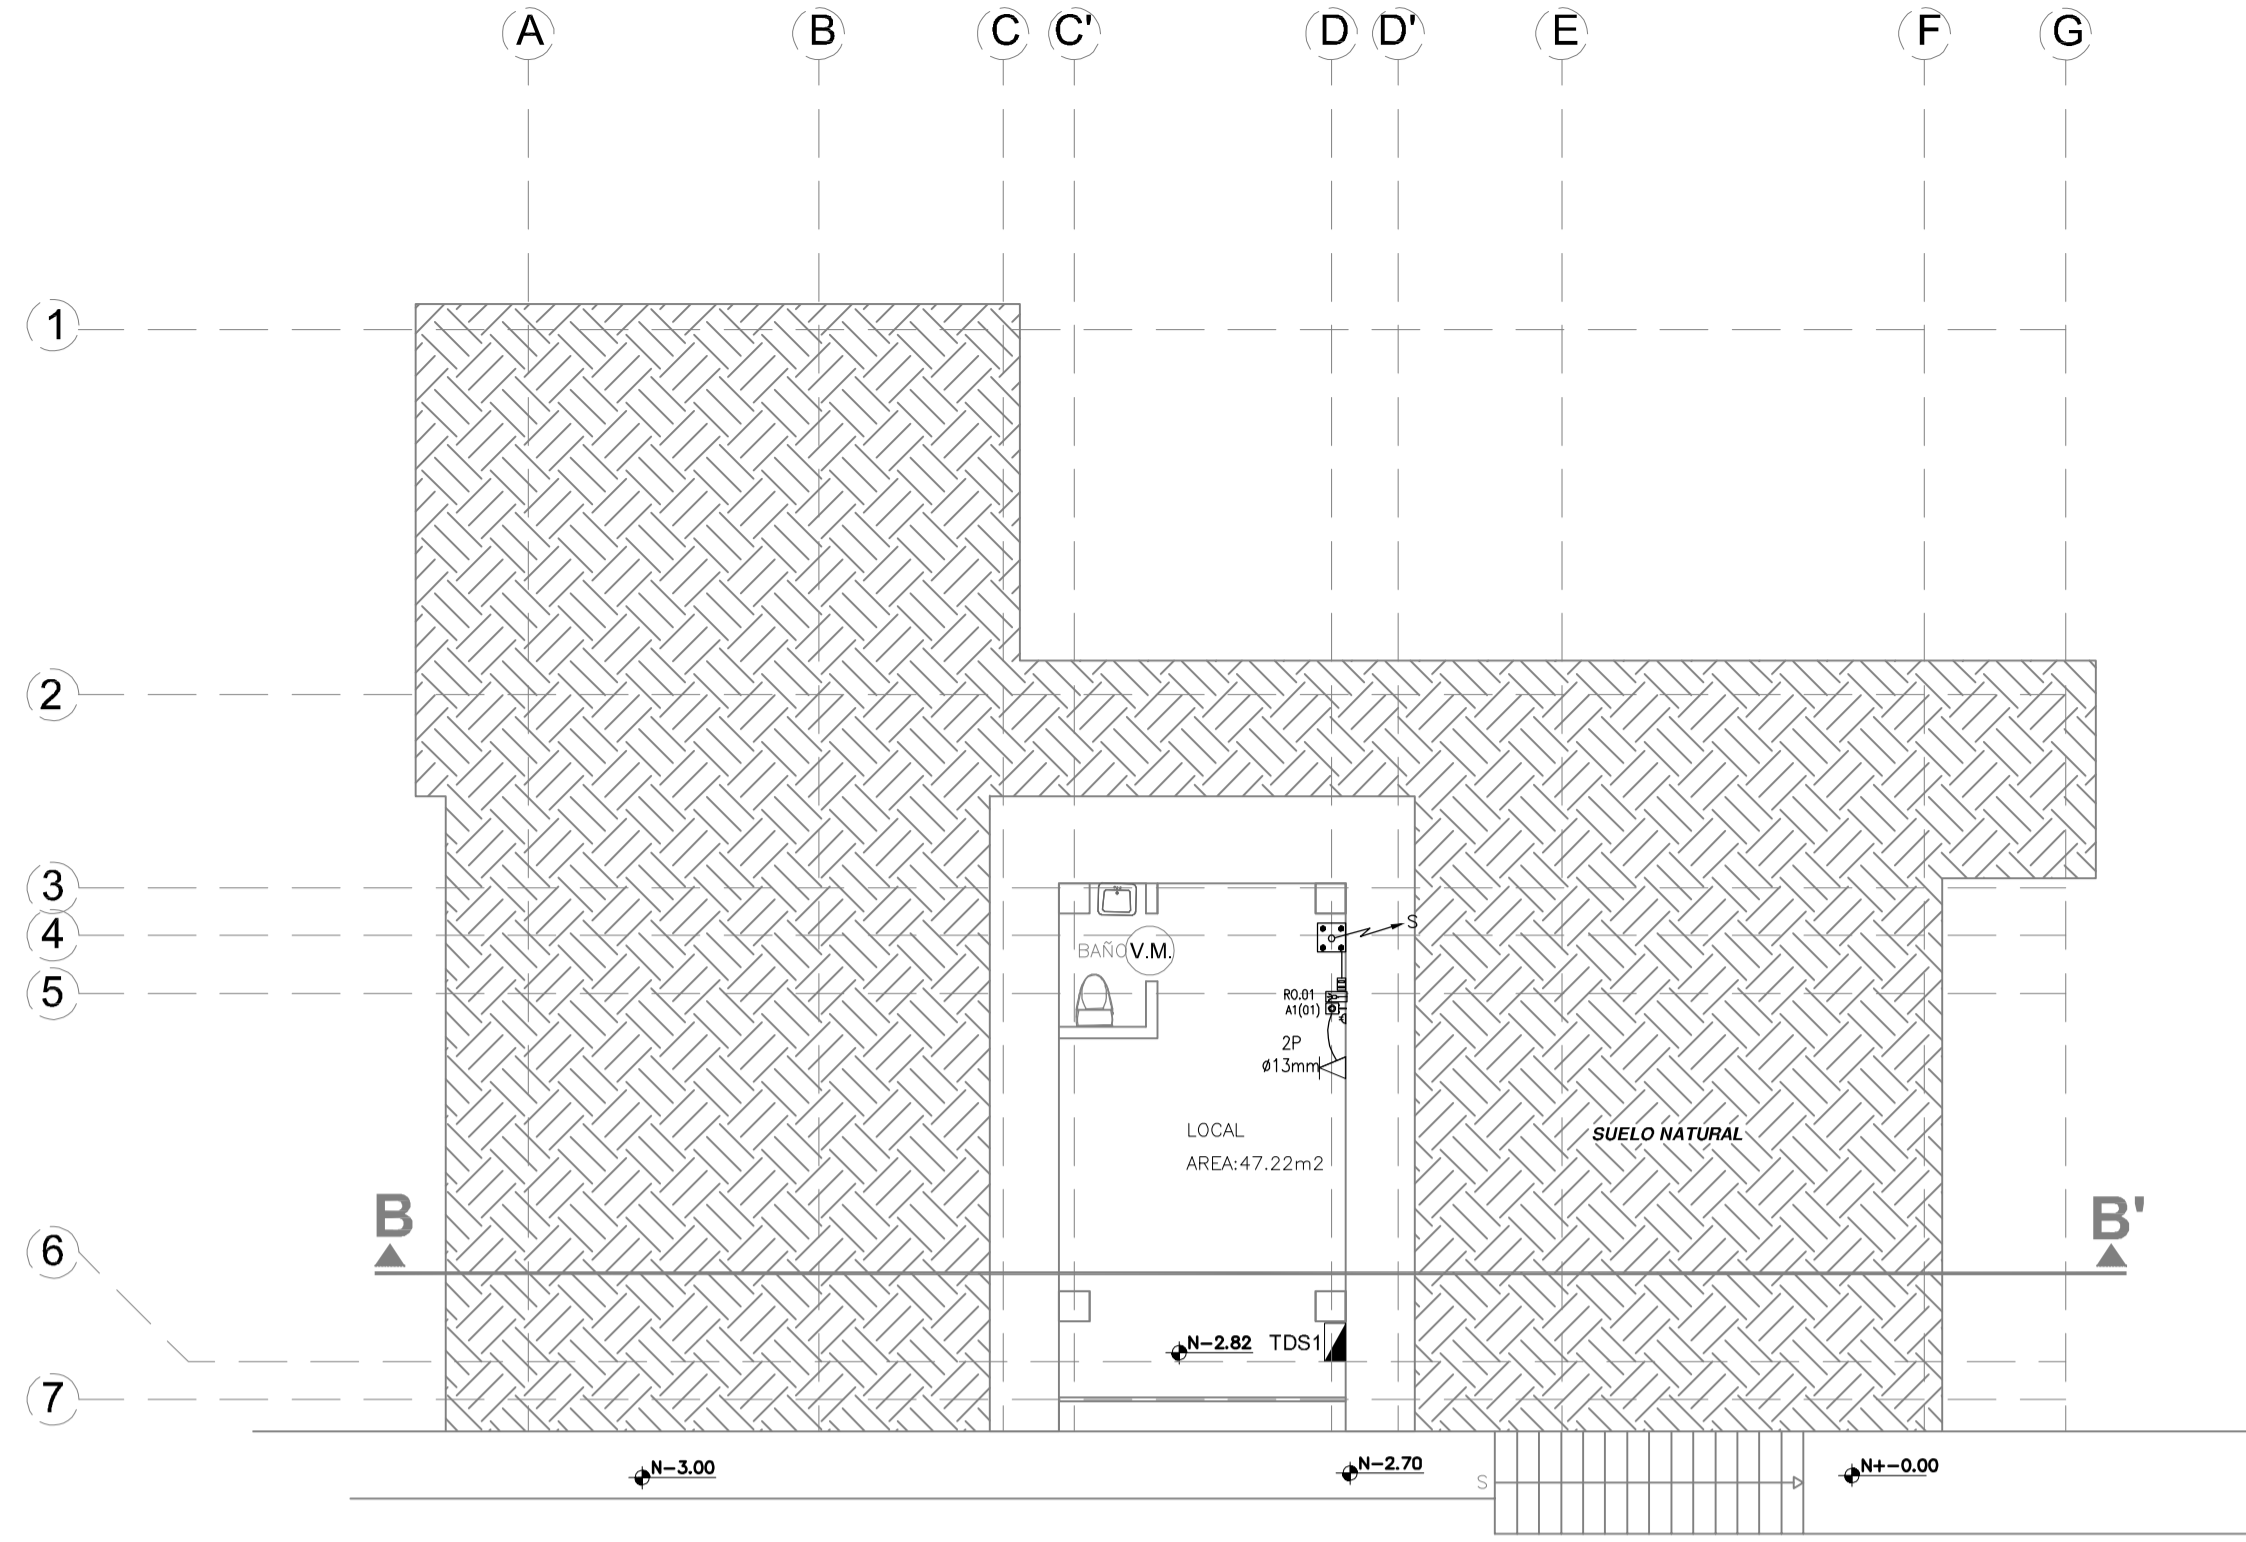 A B C C' D D' E F G
1
2
3
4
5
6
7
S
BAÑO V.M.
R0.01
A1(01)
2P
ø13mm
LOCAL
AREA:47.22m2
SUELO NATURAL
B B'
N-2.82 TDS1
N-3.00 N-2.70 S N+-0.00